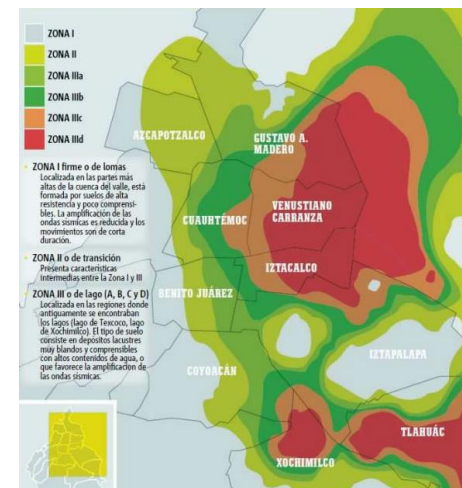 ZONA I
ZONA II
ZONA IIIa
ZONA IIIb
ZONA IIIc
ZONA IIId
ZONA I firme o de lomas
Localizada en las partes más
altas de la cuenca del valle, está
formada por suelos de alta
resistencia y poco comprensi-
bles. La amplificación de las
ondas sísmicas es reducida y los
movimientos son de corta
duración.
ZONA II o de transición
Presenta características
intermedias entre la Zona I y III
ZONA III o de lago (A, B, C y D)
Localizada en las regiones donde
antiguamente se encontraban
los lagos (lago de Texcoco, lago
de Xochimilco). El tipo de suelo
consiste en depósitos lacustres
muy blandos y comprensibles
con altos contenidos de agua, o
que favorece la amplificación de
las ondas sísmicas.
AZCAPOTZALCO
GUSTAVO A.
MADERO
CUAUHTÉMOC
VENUSTIANO
CARRANZA
IZTACALCO
BENITO JUÁREZ
IZTAPALAPA
COYOACÁN
TLAHUÁC
XOCHIMILCO